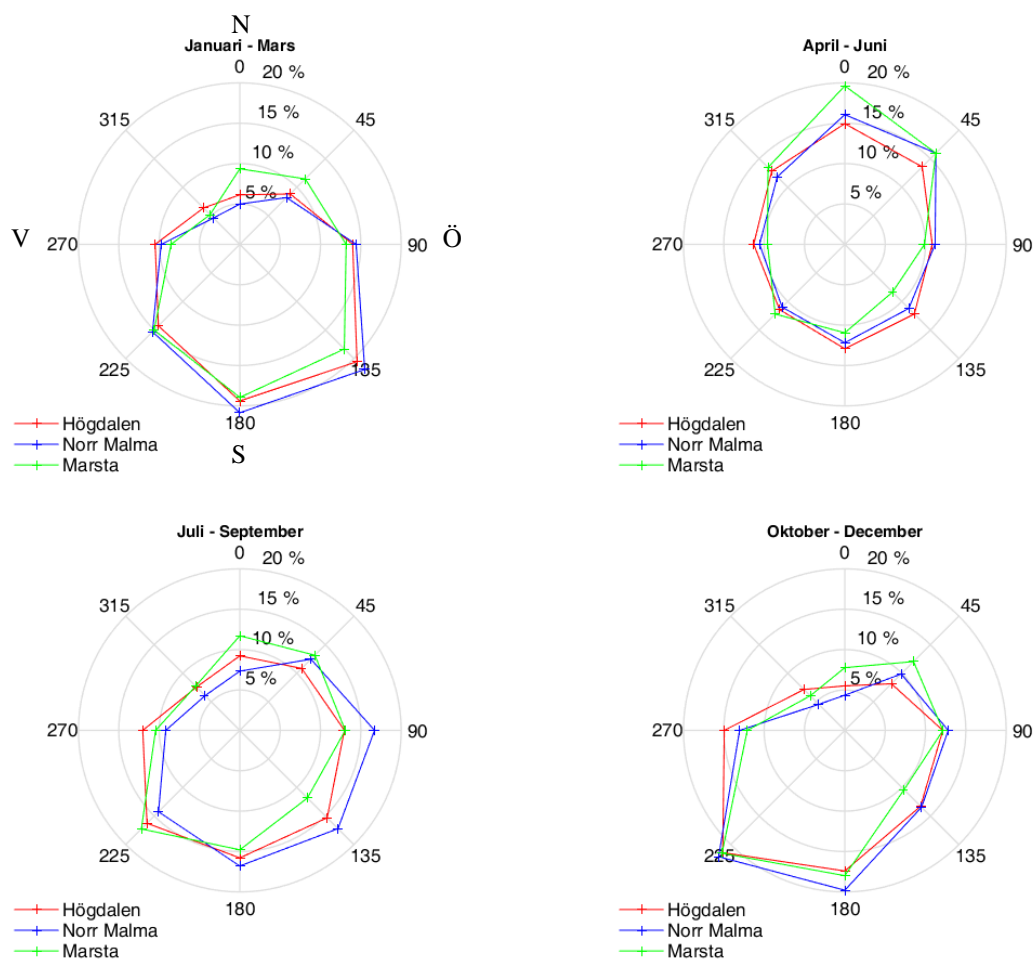 N
Januari - Mars
0
20 %
15 %
10 %
5 %
45
90
135
180
225
270
315
V
Ö
S
Högdalen
Norr Malma
Marsta
April - Juni
0
20 %
15 %
10 %
5 %
45
90
135
180
225
270
315
Högdalen
Norr Malma
Marsta
Juli - September
0
20 %
15 %
10 %
5 %
45
90
135
180
225
270
315
Högdalen
Norr Malma
Marsta
Oktober - December
0
20 %
15 %
10 %
5 %
45
90
135
180
225
270
315
Högdalen
Norr Malma
Marsta